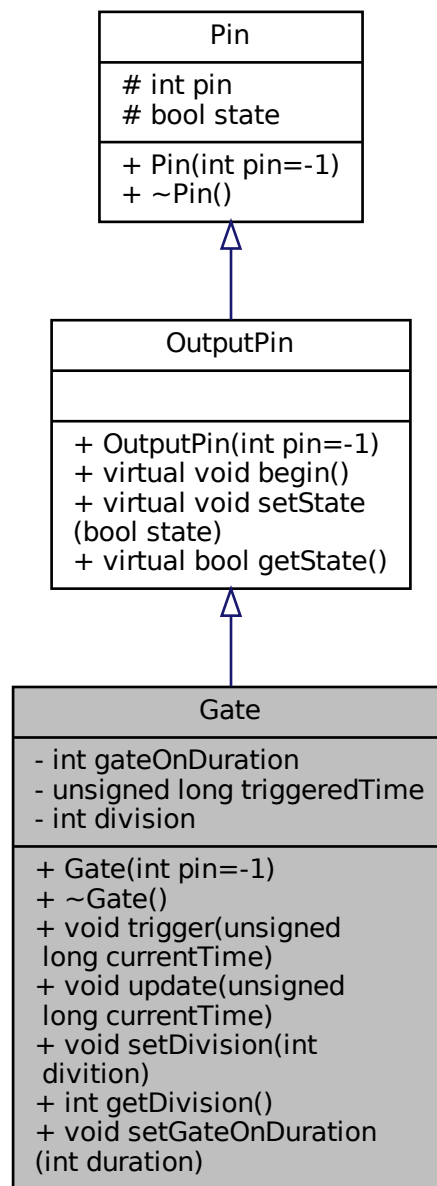 Pin
# int pin
# bool state
+ Pin(int pin=-1)
+ ~Pin()
OutputPin
+ OutputPin(int pin=-1)
+ virtual void begin()
+ virtual void setState
(bool state)
+ virtual bool getState()
Gate
- int gateOnDuration
- unsigned long triggeredTime
- int division
+ Gate(int pin=-1)
+ ~Gate()
+ void trigger(unsigned
long currentTime)
+ void update(unsigned
long currentTime)
+ void setDivision(int
divition)
+ int getDivision()
+ void setGateOnDuration
(int duration)